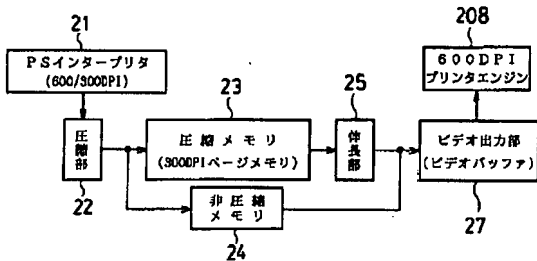 21
PSインタープリタ
(600/300DPI)
圧縮部
22
23
圧縮メモリ
(300DPIページメモリ)
非圧縮
メモリ
24
25
伸長部
208
600DPI
プリンタエンジン
ビデオ出力部
(ビデオバッファ)
27